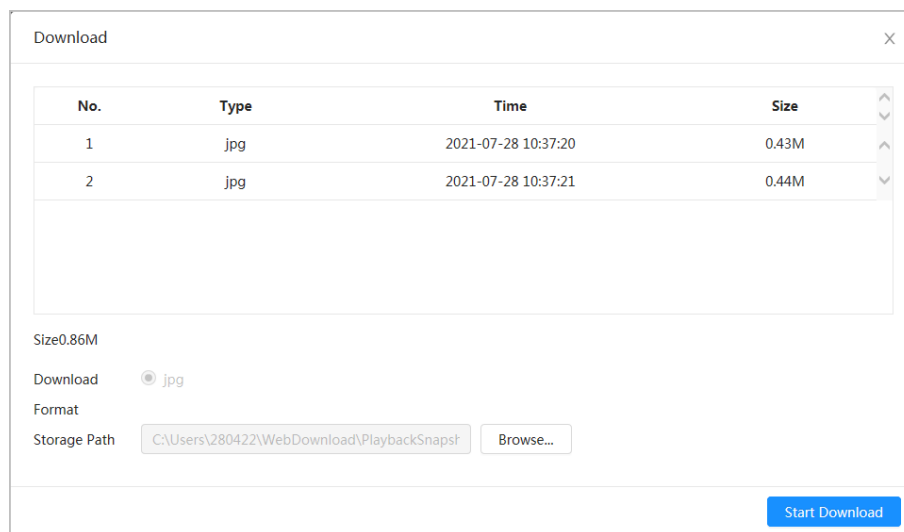 Download
No. Type Time Size
1 jpg 2021-07-28 10:37:20 0.43M
2 jpg 2021-07-28 10:37:21 0.44M
Size0.86M
Download jpg
Format
Storage Path C:\Users\280422\WebDownload\PlaybackSnapsh Browse...
Start Download